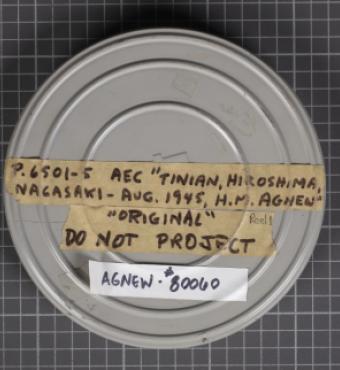 P.6501-5 AEC "TINIAN, HIROSHIMA,
NAGASAKI - AUG. 1945, H.M. AGNEW"
"ORIGINAL" Reel 1
DO NOT PROJECT
AGNEW - #80060